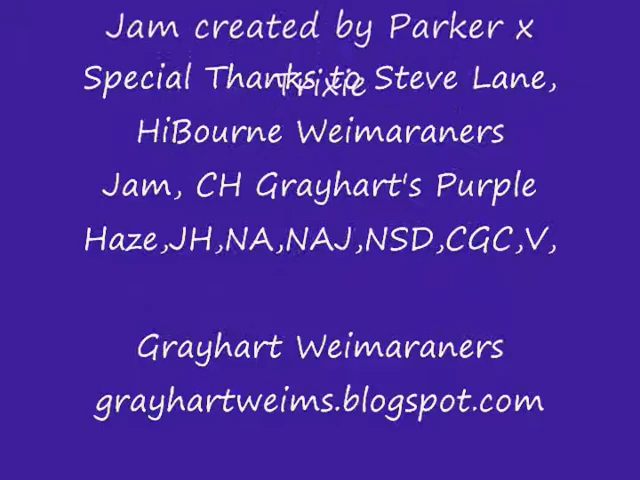 Jam created by Parker x
Trixie
Special Thanks to Steve Lane,
HiBourne Weimaraners
Jam, CH Grayhart's Purple
Haze,JH,NA,NAJ,NSD,CGC,V,
Grayhart Weimaraners
grayhartweims.blogspot.com